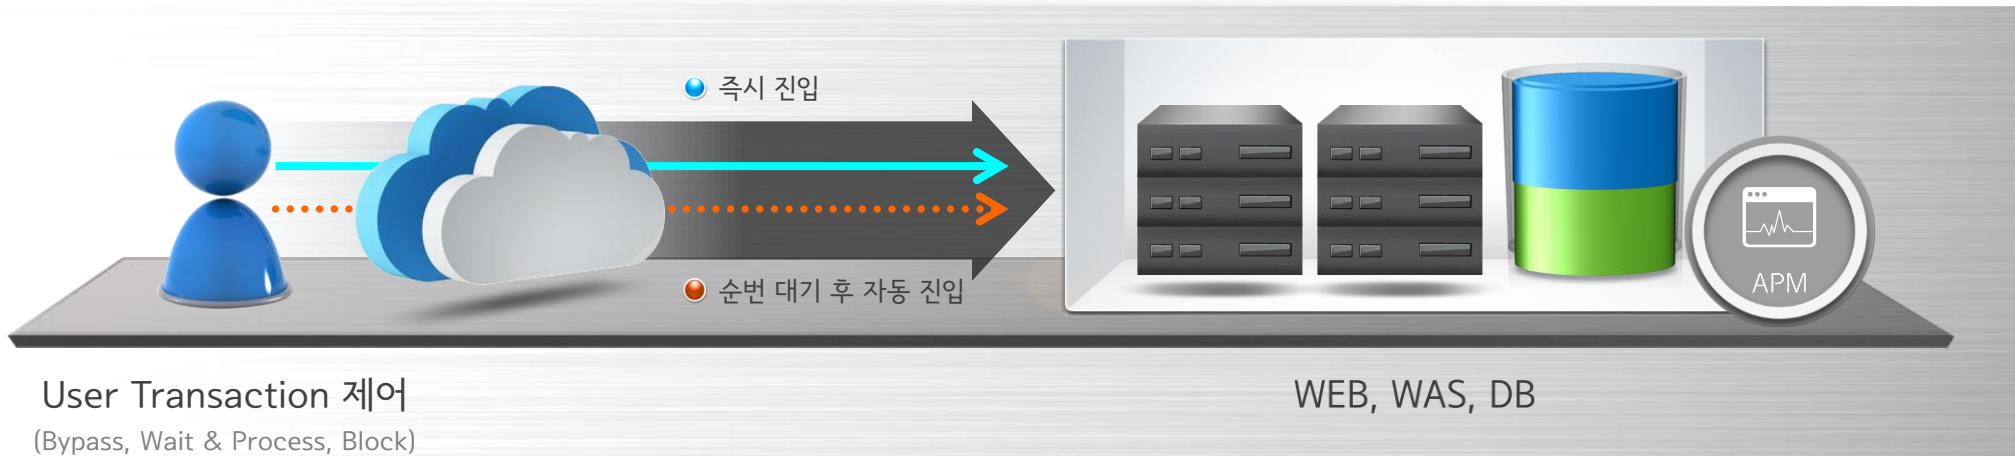 즉시 진입
순번 대기 후 자동 진입
APM
User Transaction 제어
(Bypass, Wait & Process, Block)
WEB, WAS, DB